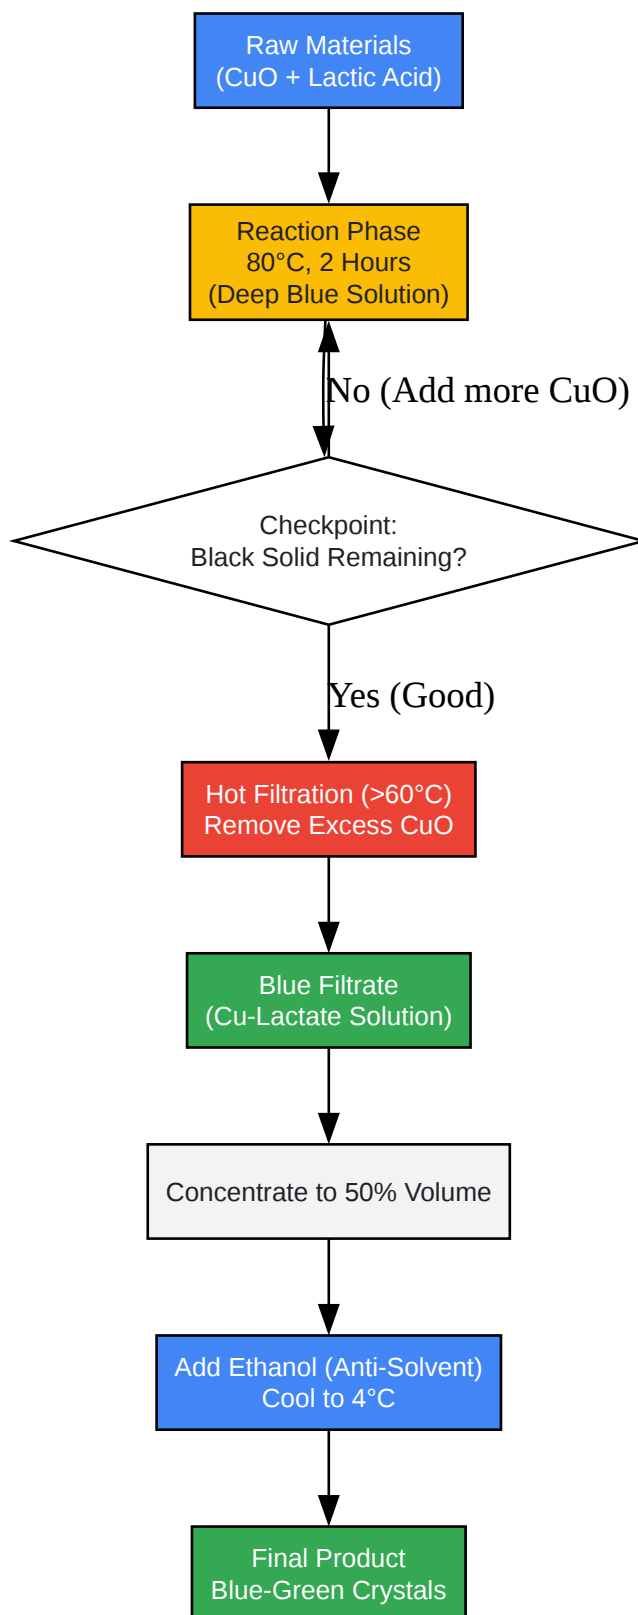 Raw Materials
(CuO + Lactic Acid)
Reaction Phase
80°C, 2 Hours
(Deep Blue Solution)
No (Add more CuO)
Checkpoint:
Black Solid Remaining?
Yes (Good)
Hot Filtration (>60°C)
Remove Excess CuO
Blue Filtrate
(Cu-Lactate Solution)
Concentrate to 50% Volume
Add Ethanol (Anti-Solvent)
Cool to 4°C
Final Product
Blue-Green Crystals